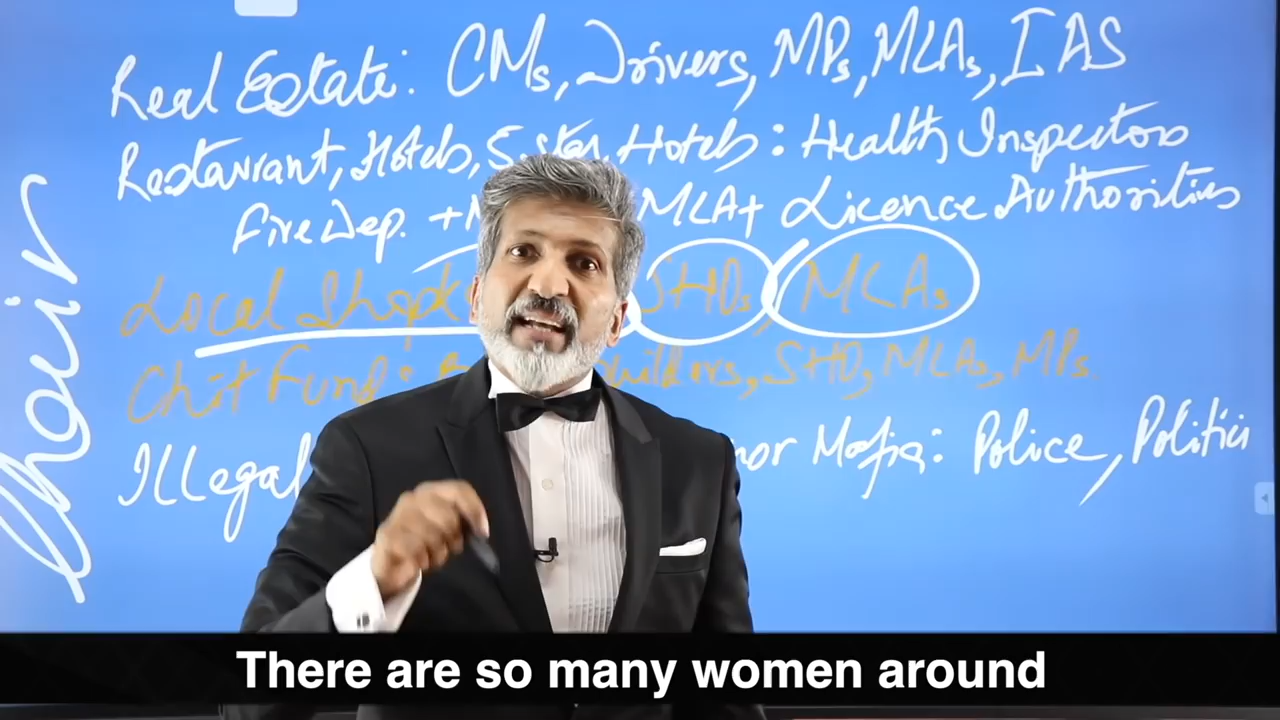 Real Estate: CMs, Drivers, MPs, MLAs, IAS
Restaurant, Hotels, 5 star Hotels: Health Inspectors
Fire Dep. + MLA+ Licence Authorities
Local Shops SHOs, MLAs
Chit Fund: Builders, SHO, MLAs, MPs
Illegal Mafia: Police, Politici
There are so many women around